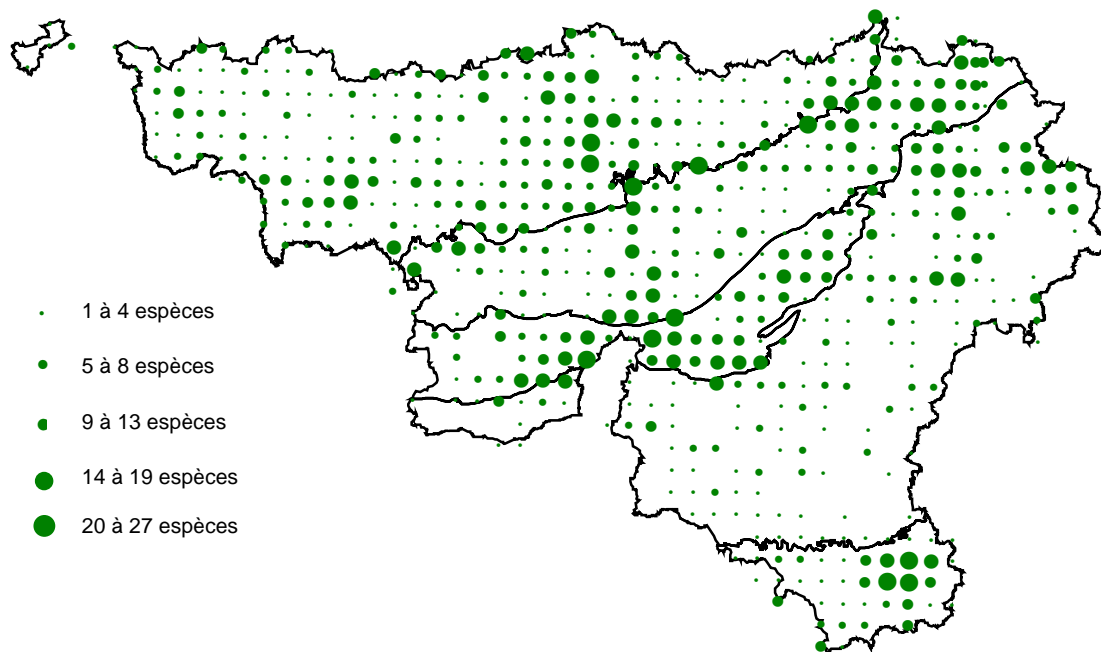 1 à 4 espèces
5 à 8 espèces
9 à 13 espèces
14 à 19 espèces
20 à 27 espèces